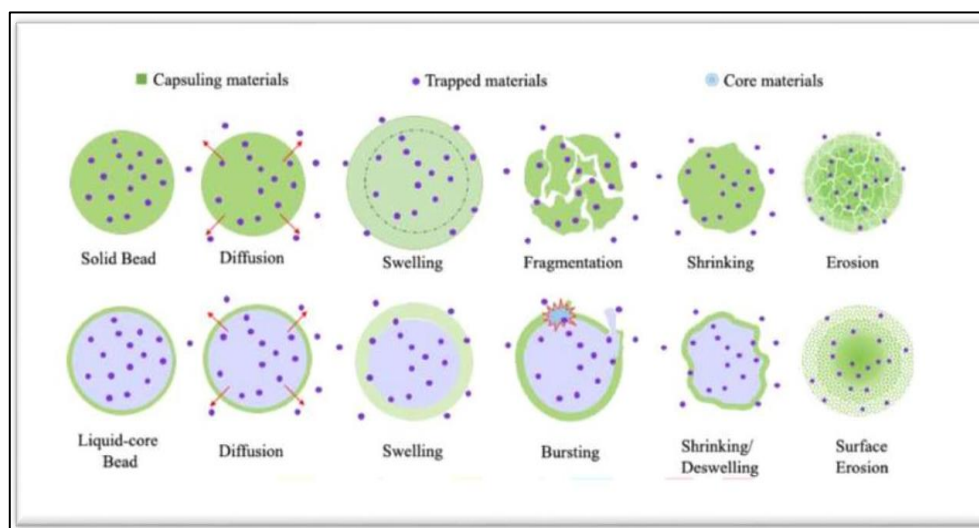 Capsuling materials
Trapped materials
Core materials
Solid Bead
Diffusion
Swelling
Fragmentation
Shrinking
Erosion
Liquid-core
Bead
Diffusion
Swelling
Bursting
Shrinking/
Deswelling
Surface
Erosion